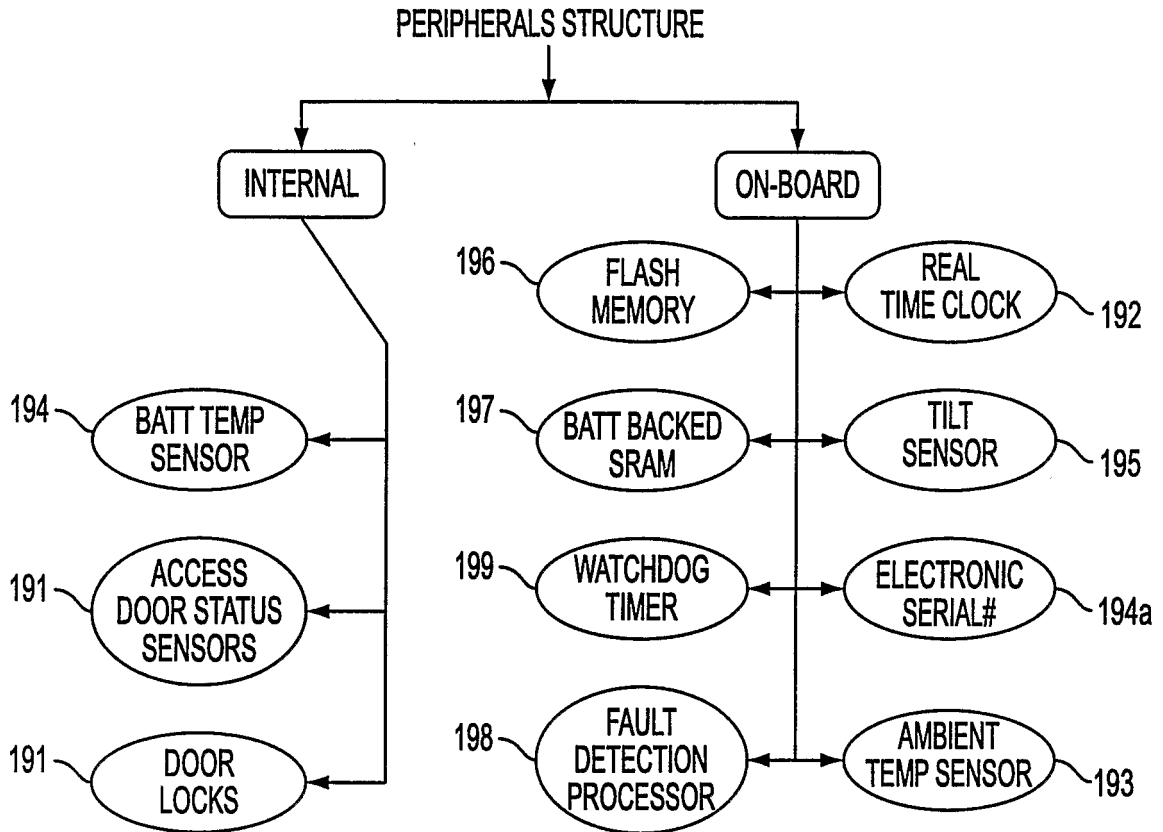 PERIPHERALS STRUCTURE
INTERNAL
ON-BOARD
196
FLASH
MEMORY
REAL
TIME CLOCK
192
194
BATT TEMP
SENSOR
197
BATT BACKED
SRAM
TILT
SENSOR
195
191
ACCESS
DOOR STATUS
SENSORS
199
WATCHDOG
TIMER
ELECTRONIC
SERIAL#
194a
191
DOOR
LOCKS
198
FAULT
DETECTION
PROCESSOR
AMBIENT
TEMP SENSOR
193